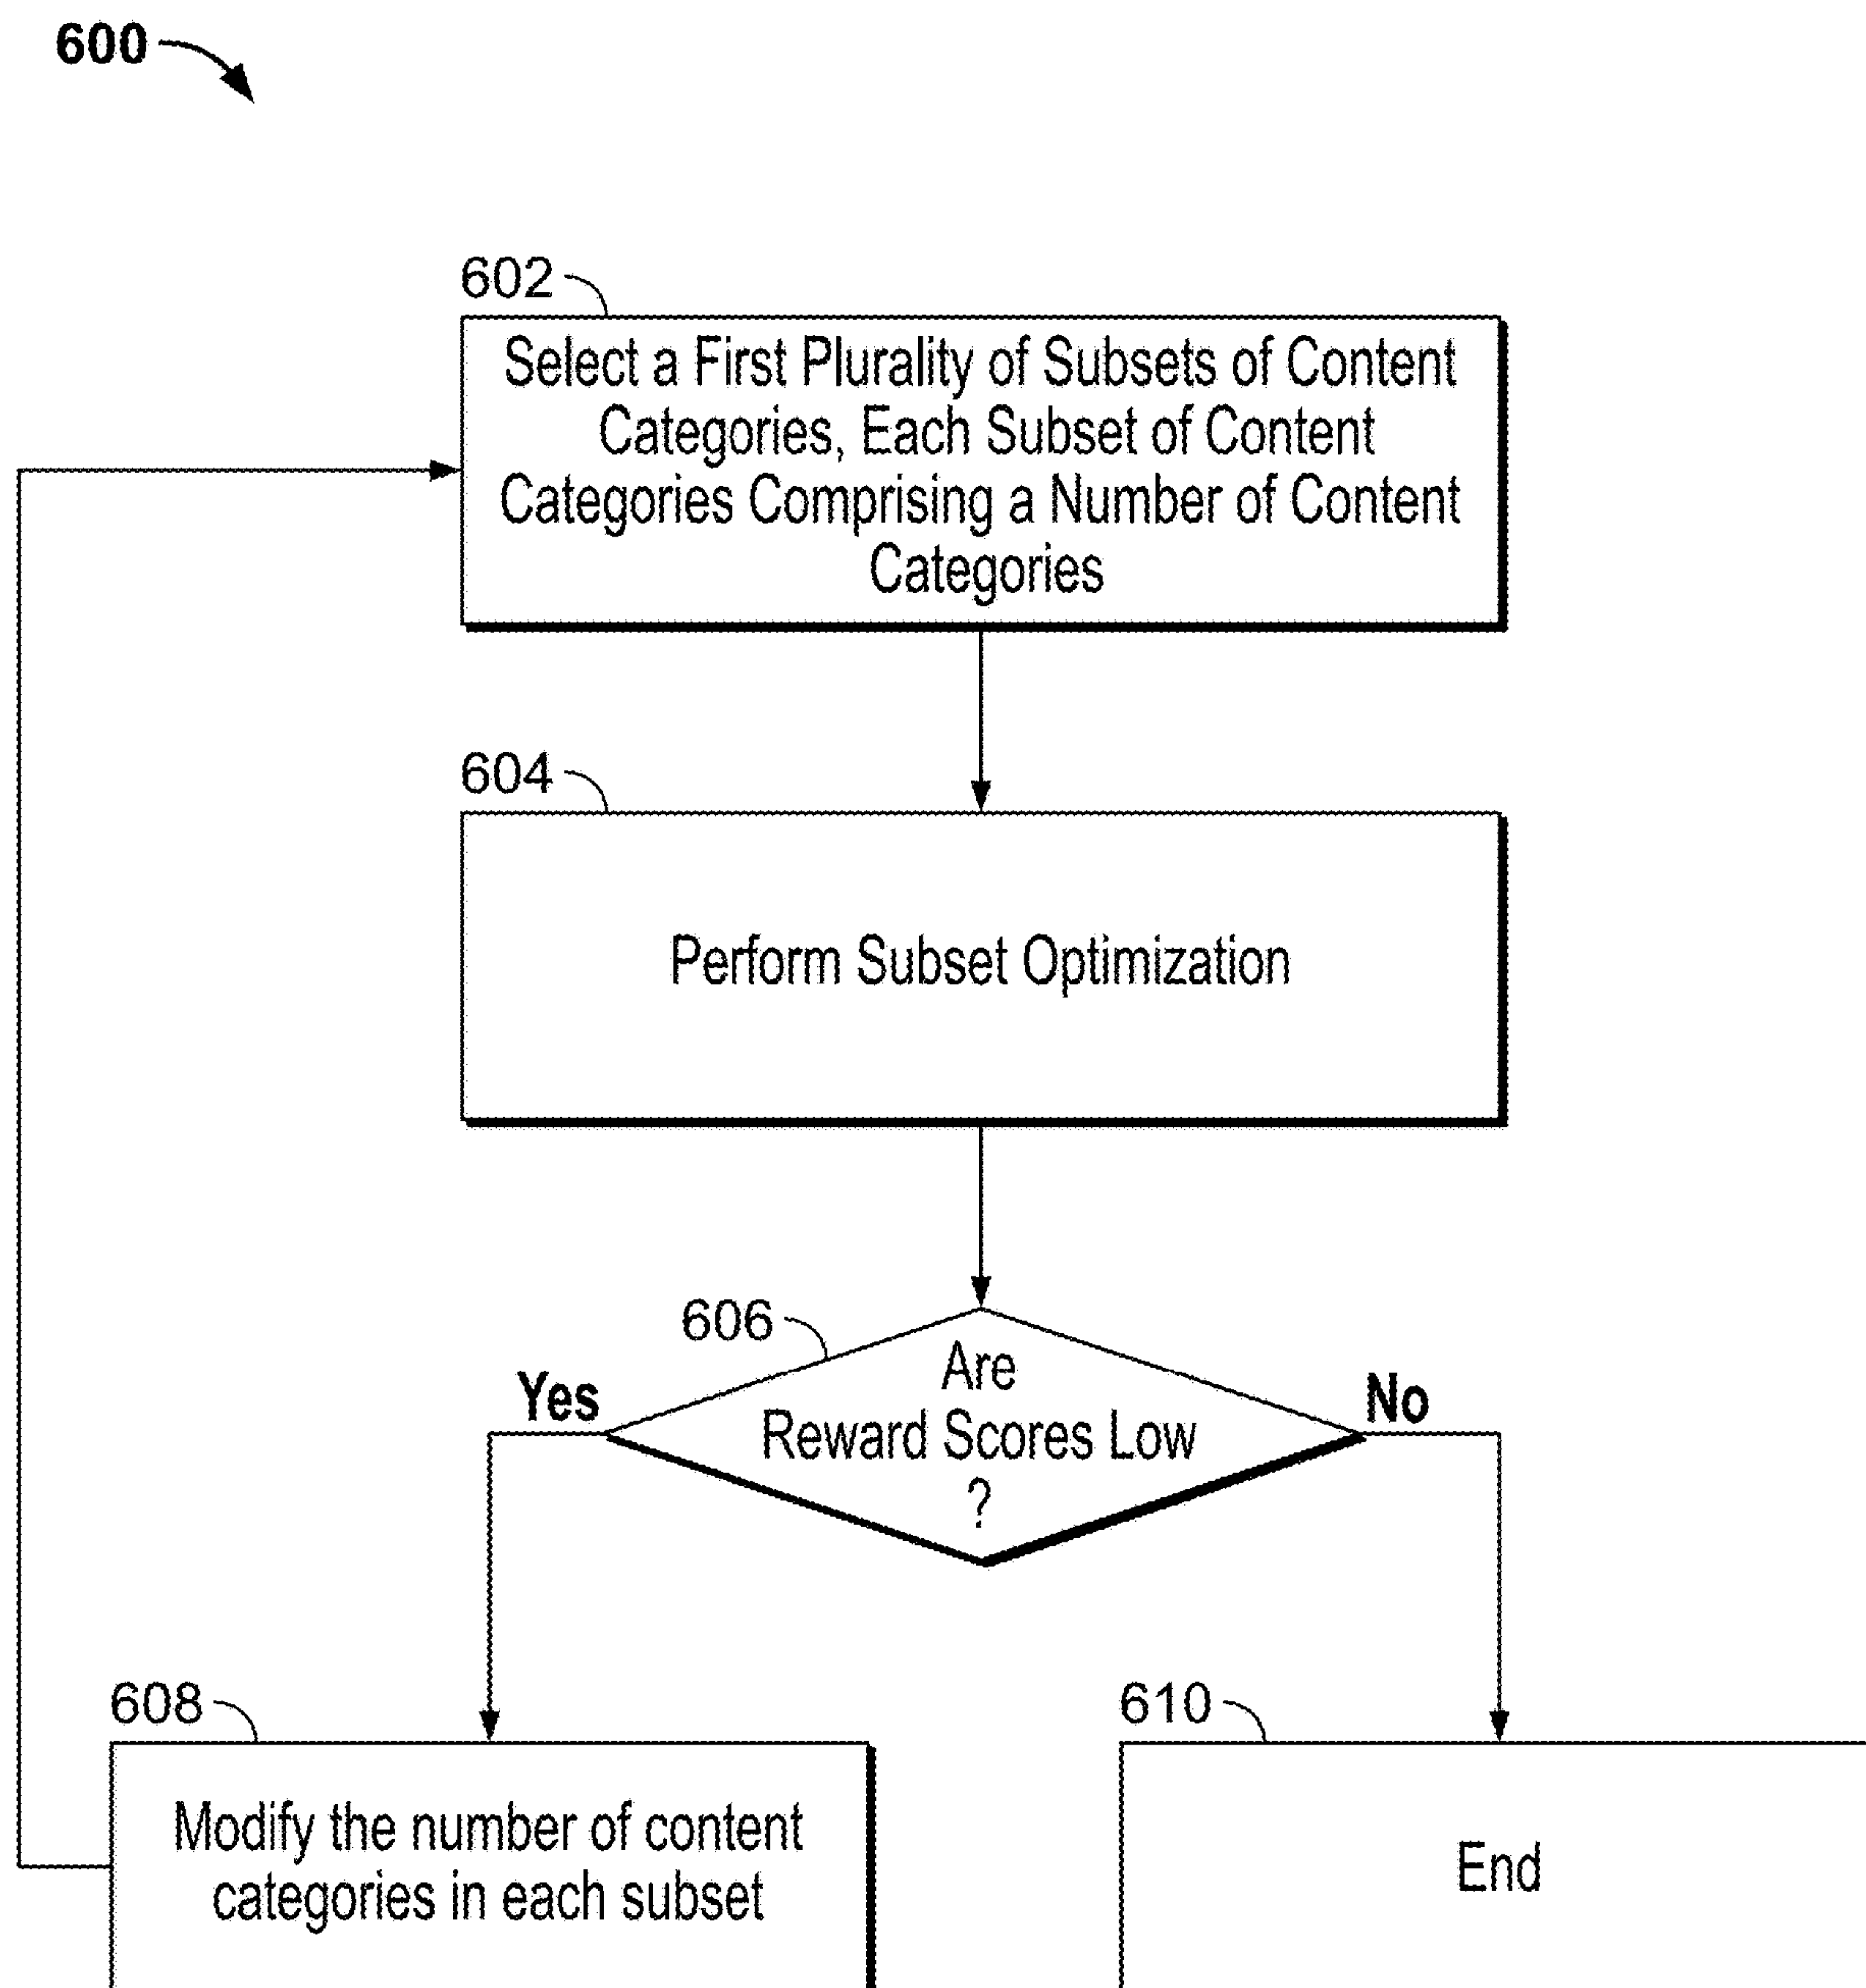 600
602
Select a First Plurality of Subsets of Content
Categories, Each Subset of Content
Categories Comprising a Number of Content
Categories
604
Perform Subset Optimization
606
Are
Reward Scores Low
?
Yes
No
608
Modify the number of content
categories in each subset
610
End